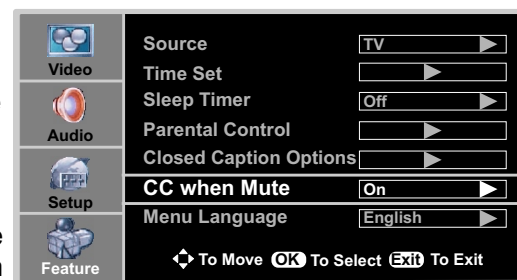 Video
Audio
Setup
Feature
Source TV
Time Set
Sleep Timer Off
Parental Control
Closed Caption Options
CC when Mute On
Menu Language English
To Move OK To Select Exit To Exit